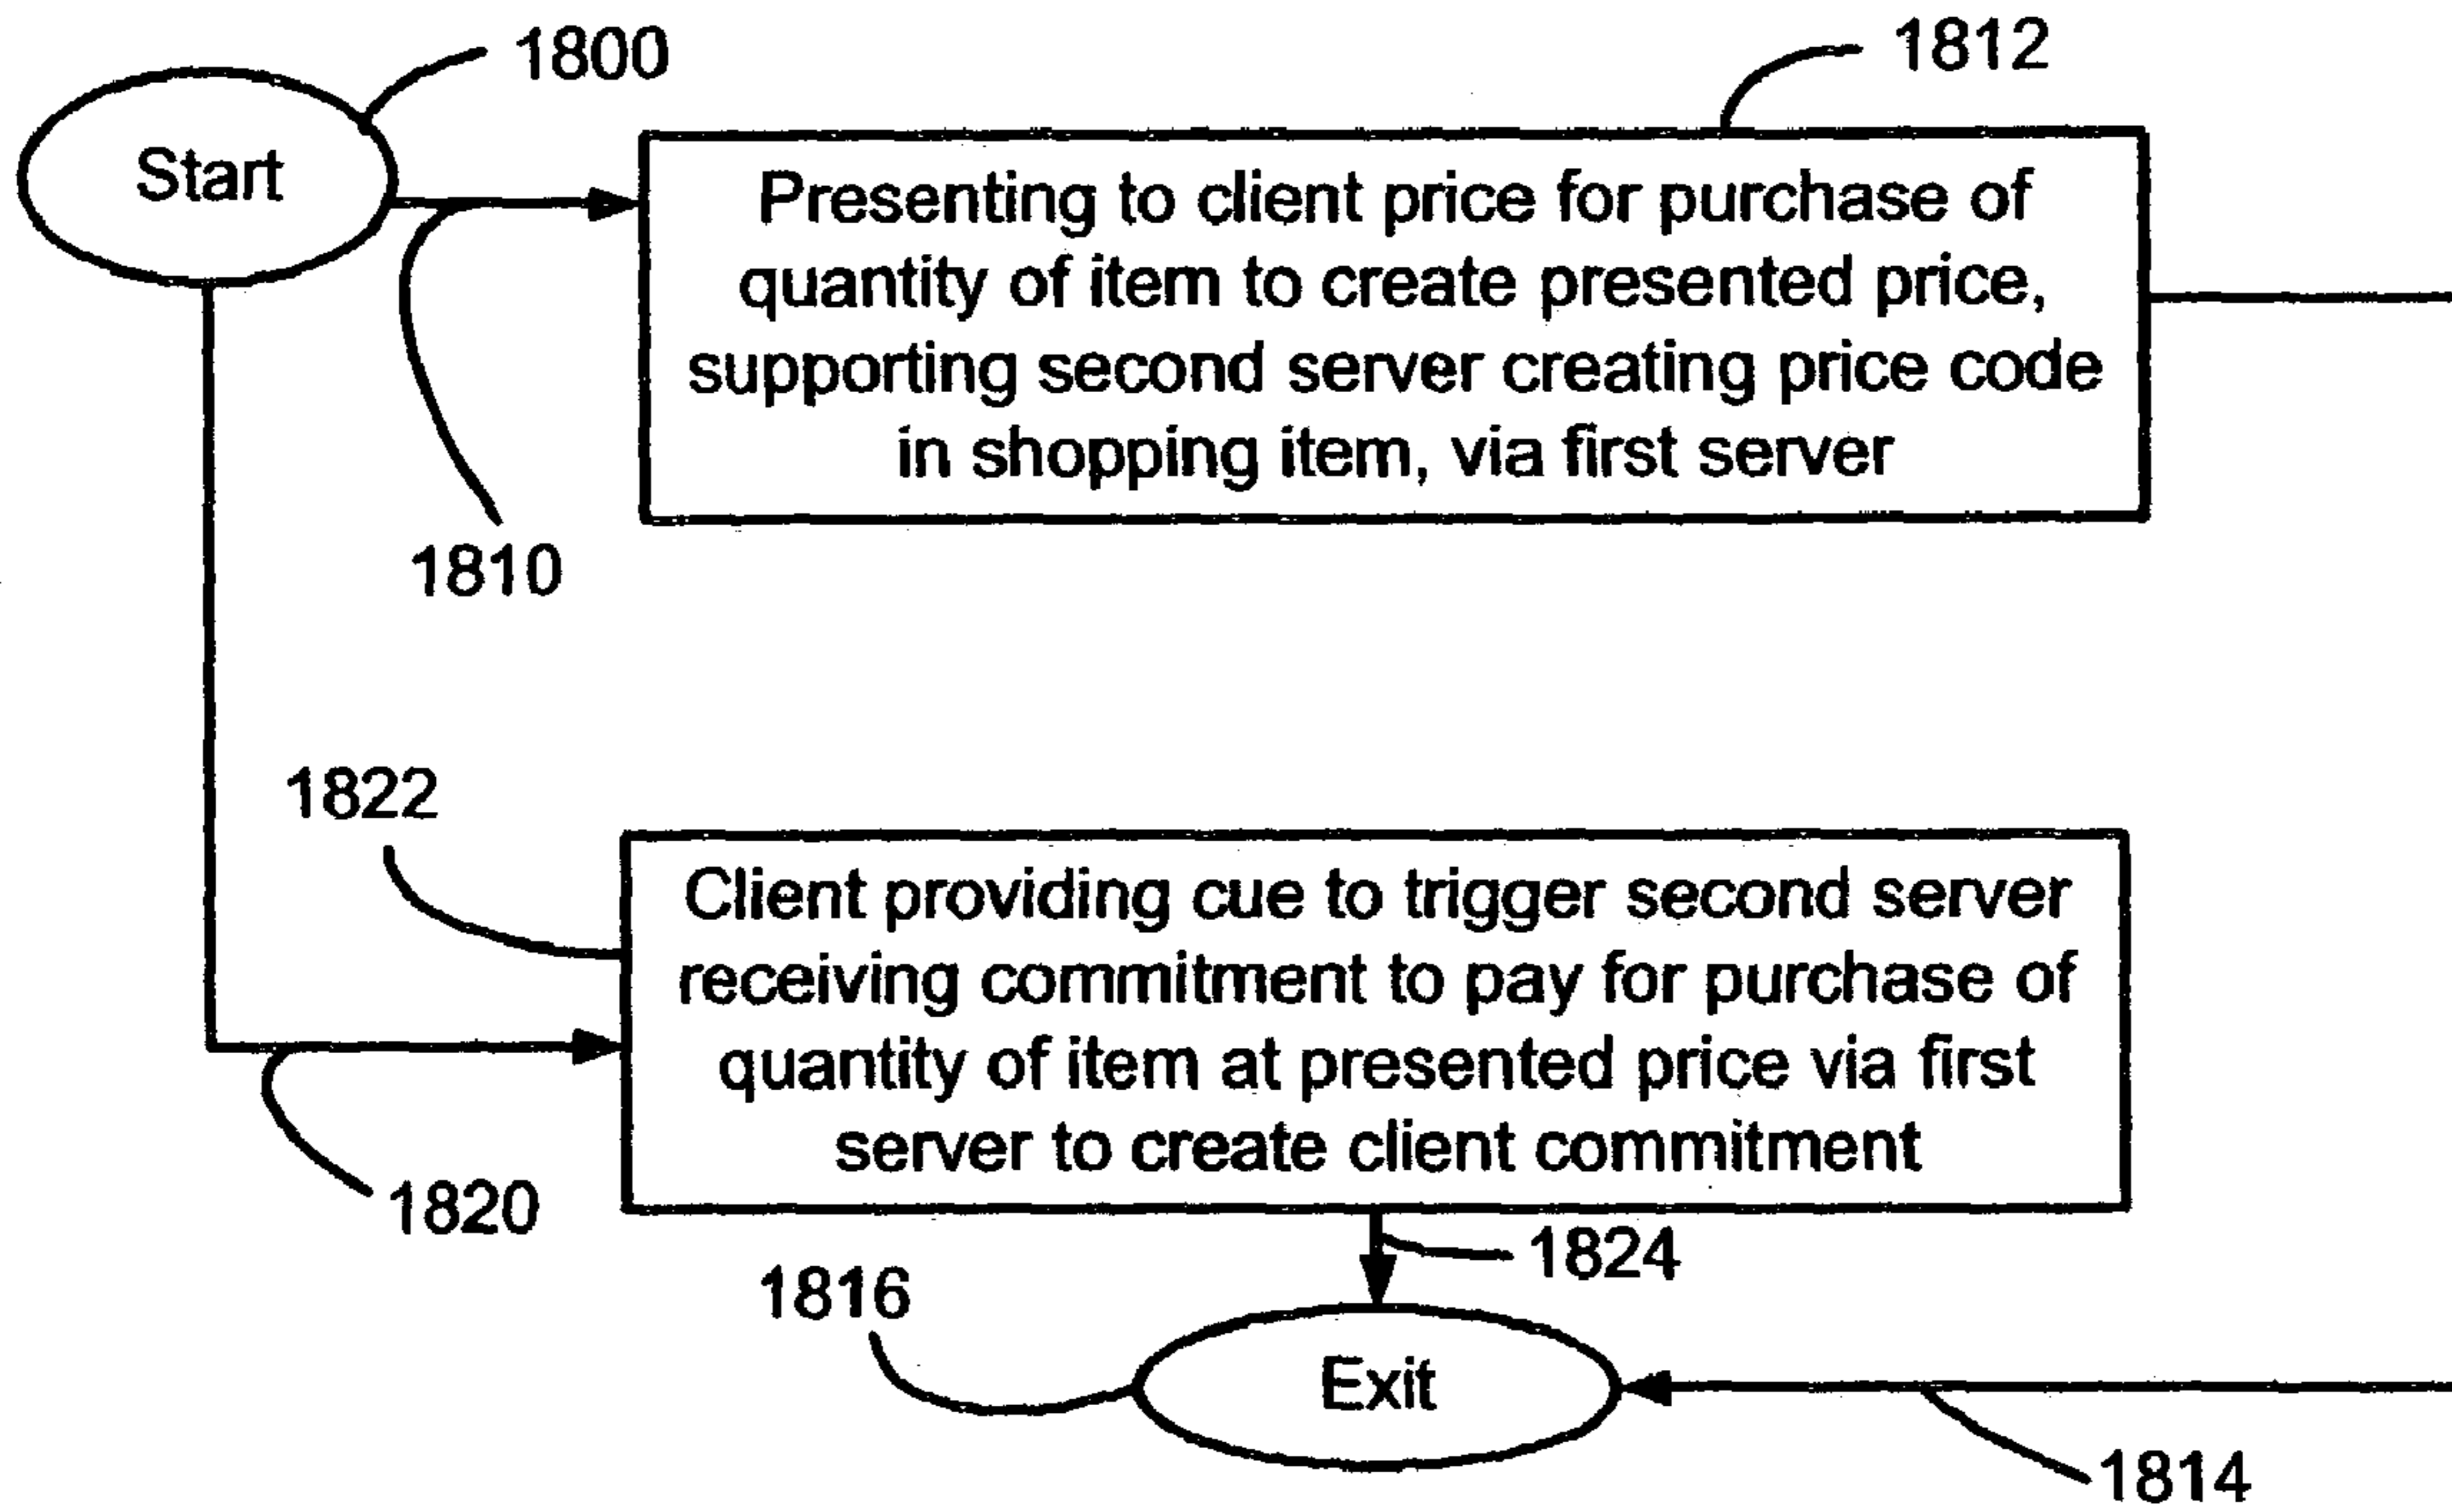 1800
1812
Start
Presenting to client price for purchase of
quantity of item to create presented price,
supporting second server creating price code
in shopping item, via first server
1810
1822
Client providing cue to trigger second server
receiving commitment to pay for purchase of
quantity of item at presented price via first
server to create client commitment
1820
1824
1816
Exit
1814